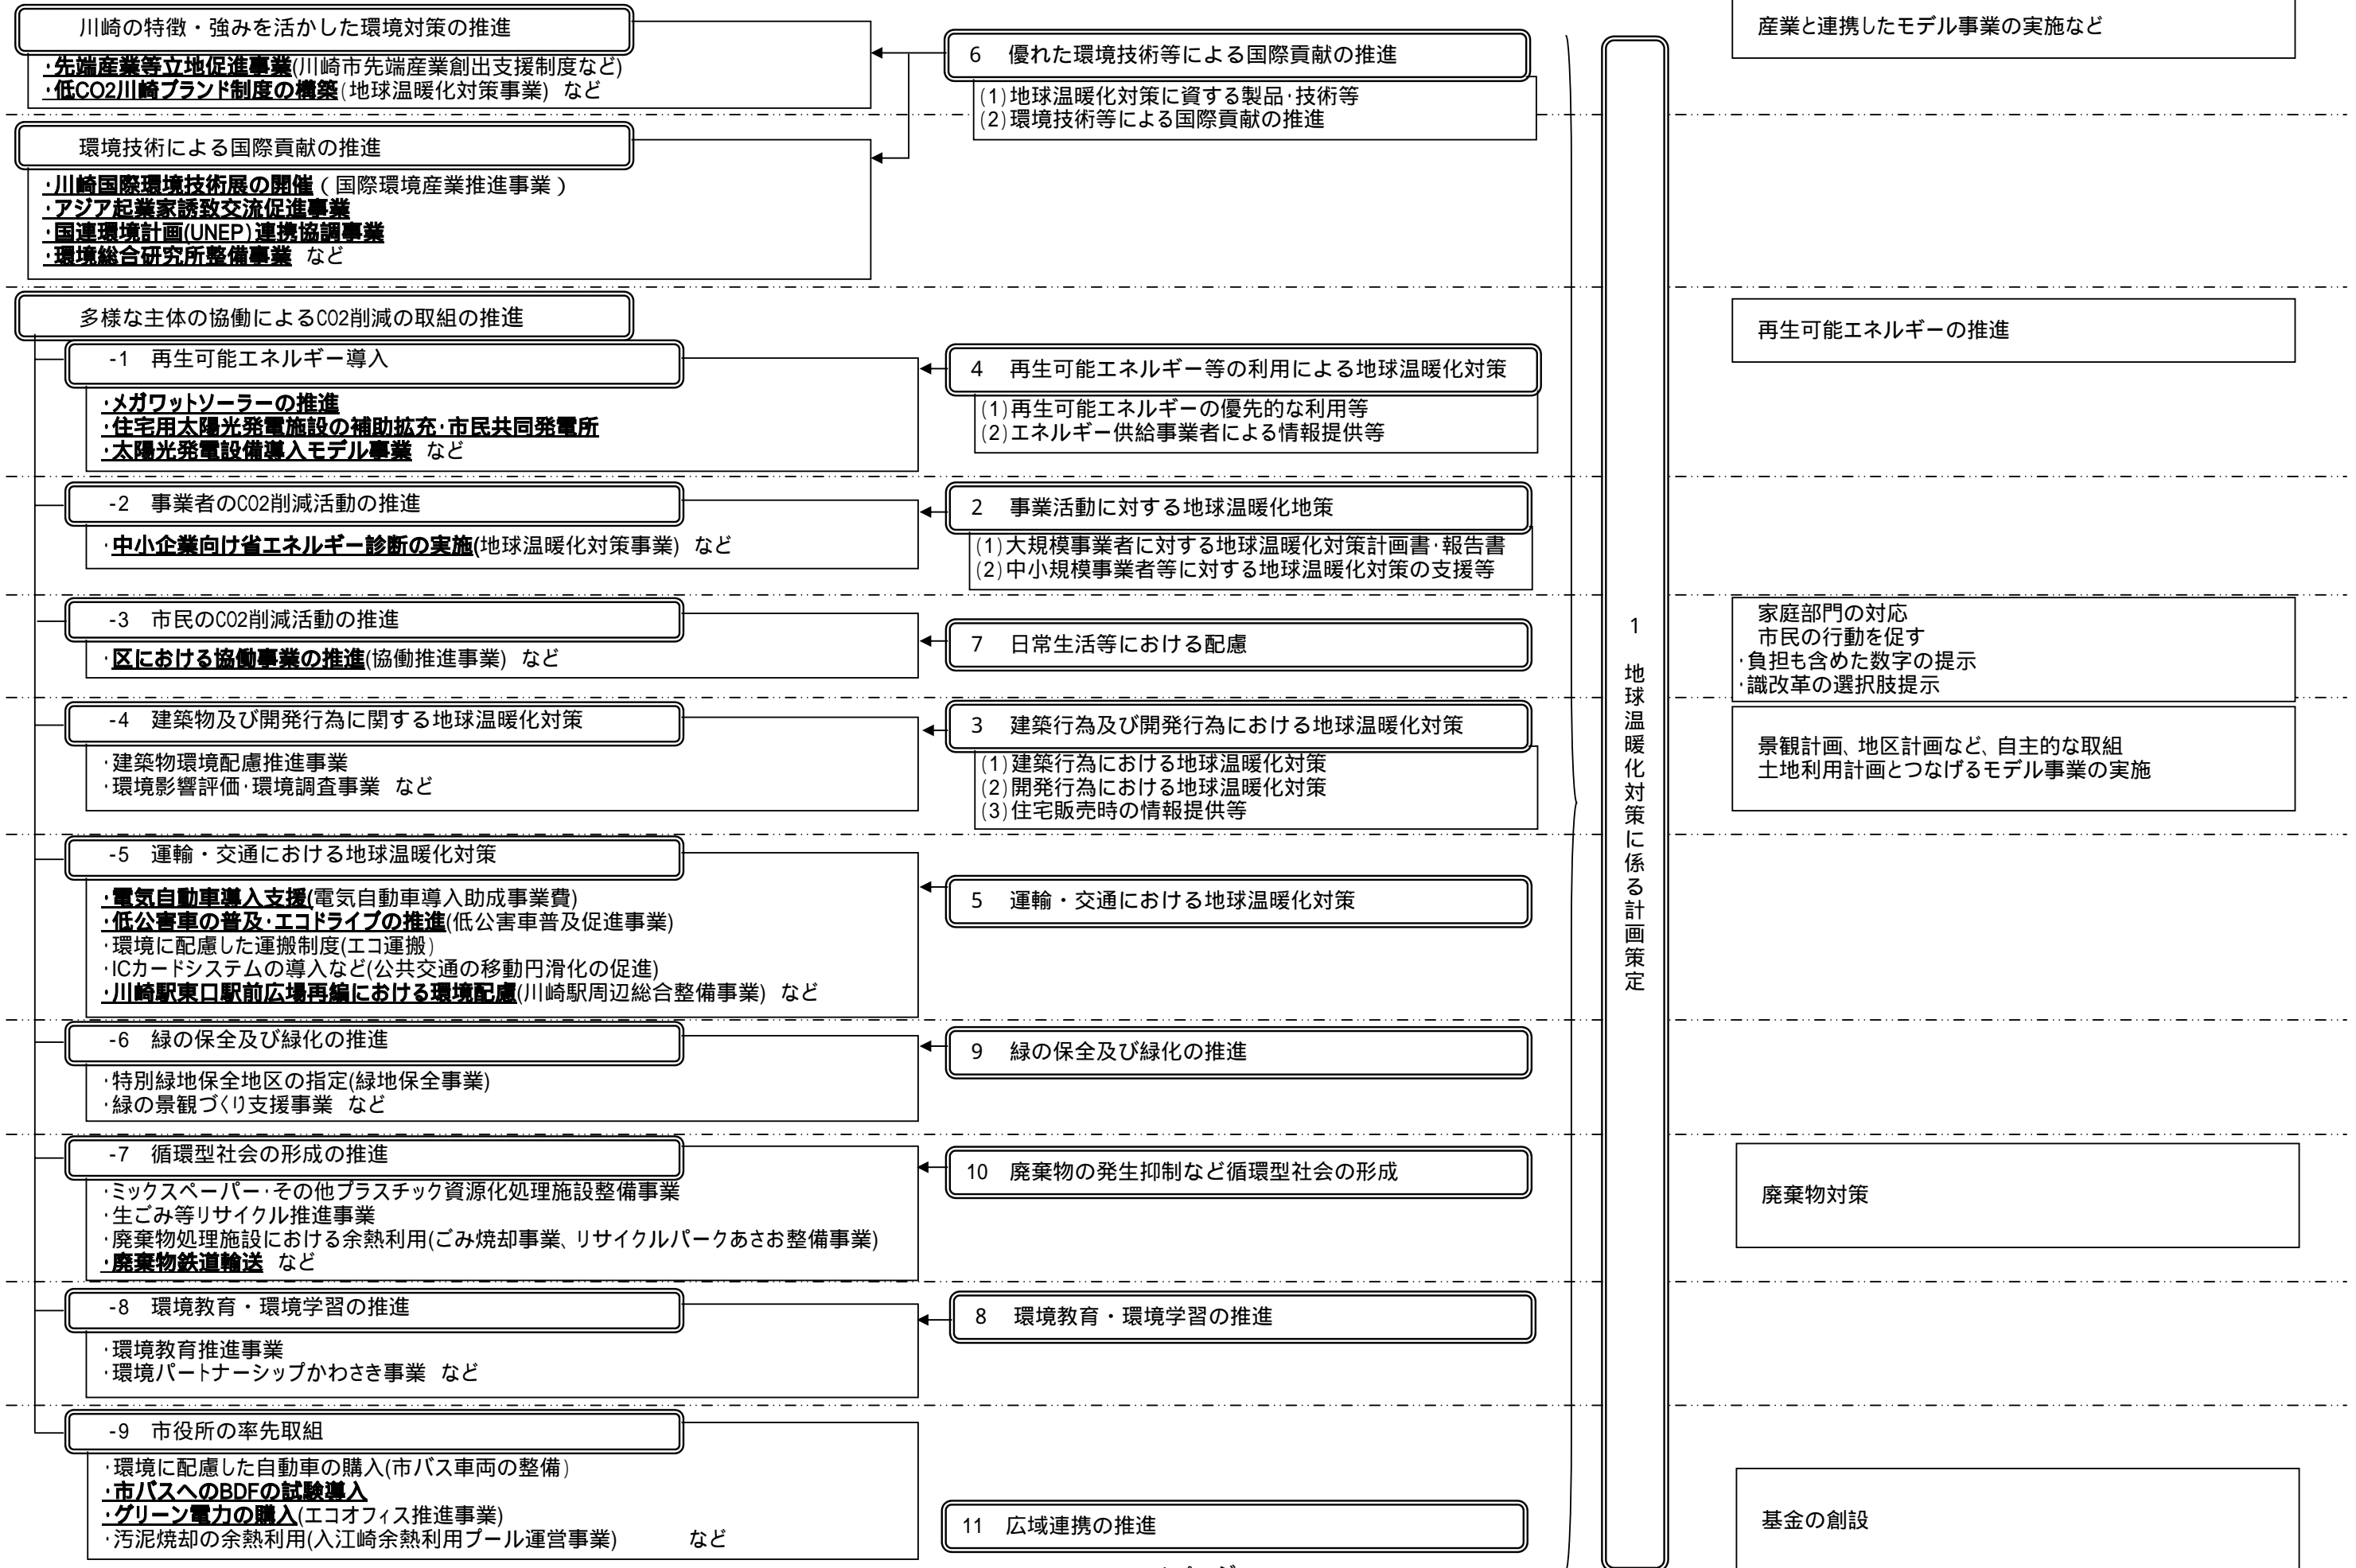 川崎の特徴・強みを活かした環境対策の推進
・先端産業等立地促進事業(川崎市先端産業創出支援制度など)
・低CO2川崎ブランド制度の構築(地球温暖化対策事業) など
環境技術による国際貢献の推進
・川崎国際環境技術展の開催(国際環境産業推進事業)
・アジア起業家誘致交流促進事業
・国連環境計画(UNEP)連携協調事業
・環境総合研究所整備事業 など
多様な主体の協働によるCO2削減の取組の推進
-1 再生可能エネルギー導入
・メガワットソーラーの推進
・住宅用太陽光発電施設の補助拡充・市民共同発電所
・太陽光発電設備導入モデル事業 など
-2 事業者のCO2削減活動の推進
・中小企業向け省エネルギー診断の実施(地球温暖化対策事業) など
-3 市民のCO2削減活動の推進
・区における協働事業の推進(協働推進事業) など
-4 建築物及び開発行為に関する地球温暖化対策
・建築物環境配慮推進事業
・環境影響評価・環境調査事業 など
-5 運輸・交通における地球温暖化対策
・電気自動車導入支援(電気自動車導入助成事業費)
・低公害車の普及・エコドライブの推進(低公害車普及促進事業)
・環境に配慮した運搬制度(エコ運搬)
・ICカードシステムの導入など(公共交通の移動円滑化の促進)
・川崎駅東口駅前広場再編における環境配慮(川崎駅周辺総合整備事業) など
-6 緑の保全及び緑化の推進
・特別緑地保全地区の指定(緑地保全事業)
・緑の景観づくり支援事業 など
-7 循環型社会の形成の推進
・ミックスペーパー・その他プラスチック資源化処理施設整備事業
・生ごみ等リサイクル推進事業
・廃棄物処理施設における余熱利用(ごみ焼却事業、リサイクルパークあさお整備事業)
・廃棄物鉄道輸送 など
-8 環境教育・環境学習の推進
・環境教育推進事業
・環境パートナーシップかわさき事業 など
-9 市役所の率先取組
・環境に配慮した自動車の購入(市バス車両の整備)
・市バスへのBDFの試験導入
・グリーン電力の購入(エコオフィス推進事業)
・汚泥焼却の余熱利用(入江崎余熱利用プール運営事業) など
6 優れた環境技術等による国際貢献の推進
(1)地球温暖化対策に資する製品・技術等
(2)環境技術等による国際貢献の推進
4 再生可能エネルギー等の利用による地球温暖化対策
(1)再生可能エネルギーの優先的な利用等
(2)エネルギー供給事業者による情報提供等
2 事業活動に対する地球温暖化地策
(1)大規模事業者に対する地球温暖化対策計画書・報告書
(2)中小規模事業者等に対する地球温暖化対策の支援等
7 日常生活等における配慮
3 建築行為及び開発行為における地球温暖化対策
(1)建築行為における地球温暖化対策
(2)開発行為における地球温暖化対策
(3)住宅販売時の情報提供等
5 運輸・交通における地球温暖化対策
9 緑の保全及び緑化の推進
10 廃棄物の発生抑制など循環型社会の形成
8 環境教育・環境学習の推進
11 広域連携の推進
1 地球温暖化対策に係る計画策定
産業と連携したモデル事業の実施など
再生可能エネルギーの推進
家庭部門の対応
市民の行動を促す
・負担も含めた数字の提示
・識改革の選択肢提示
景観計画、地区計画など、自主的な取組
土地利用計画とつなげるモデル事業の実施
廃棄物対策
基金の創設